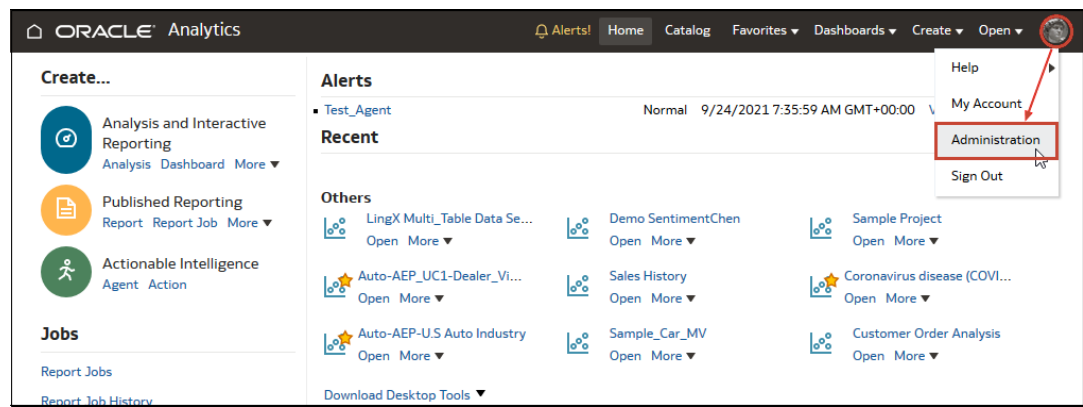 ORACLE Analytics
Alerts! Home Catalog Favorites Dashboards Create Open
Help
My Account
Administration
Sign Out
Create...
Analysis and Interactive
Reporting
Analysis Dashboard More
Published Reporting
Report Report Job More
Actionable Intelligence
Agent Action
Jobs
Report Jobs
Report Job History
Alerts
Test_Agent Normal 9/24/2021 7:35:59 AM GMT+00:00
Recent
Others
LingX Multi_Table Data Se...
Open More
Demo SentimentChen
Open More
Sample Project
Open More
Auto-AEP_UC1-Dealer_Vi...
Open More
Sales History
Open More
Coronavirus disease (COVI...
Open More
Auto-AEP-U.S Auto Industry
Open More
Sample_Car_MV
Open More
Customer Order Analysis
Open More
Download Desktop Tools